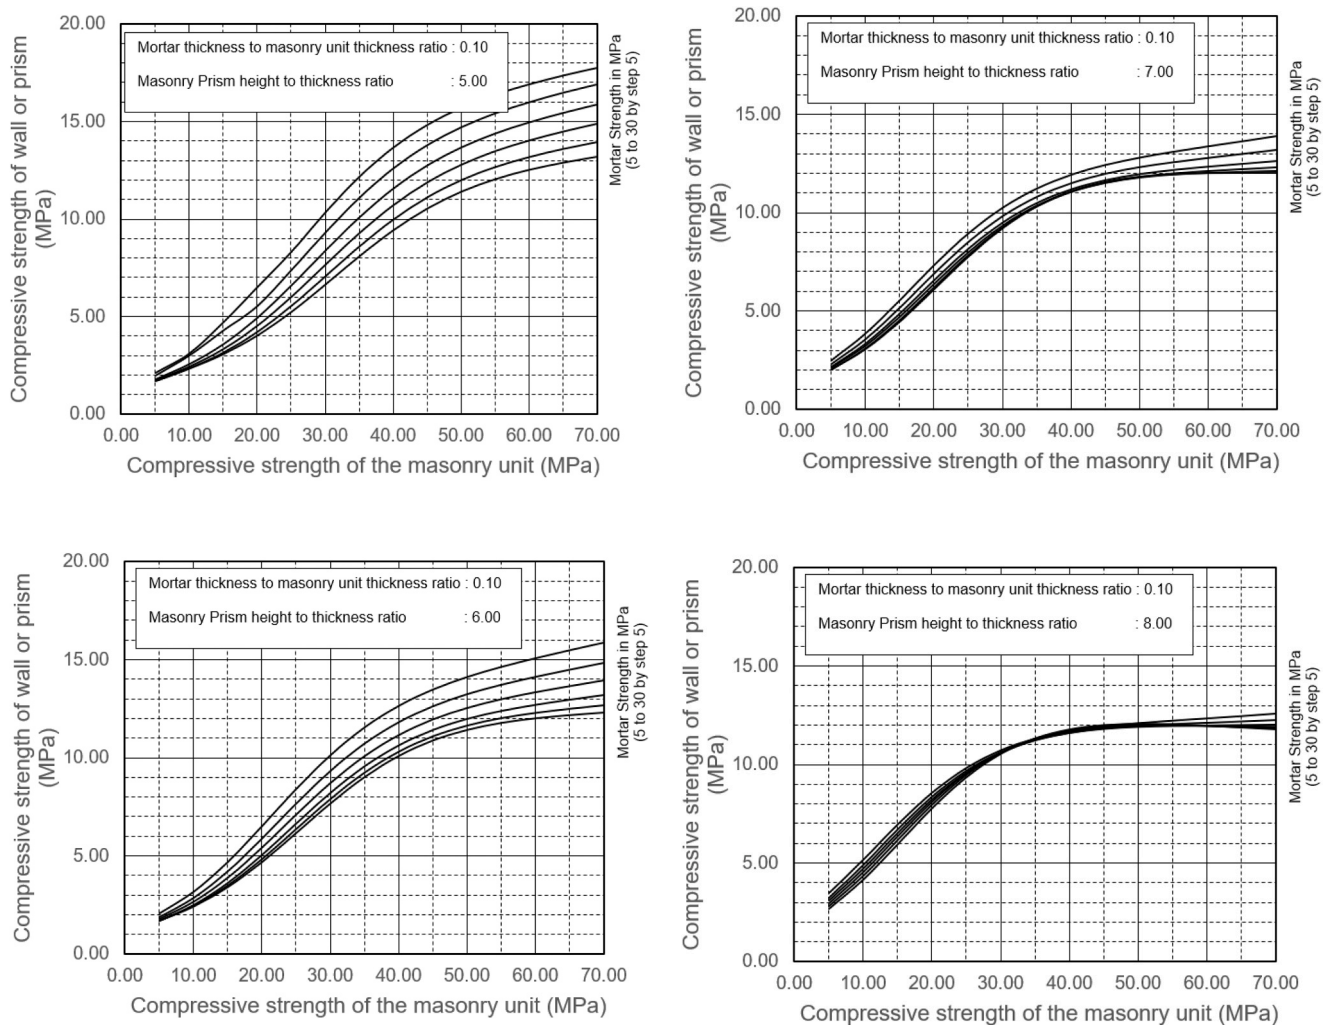 20.00
15.00
10.00
5.00
0.00
Compressive strength of wall or prism
(MPa)
Mortar thickness to masonry unit thickness ratio : 0.10
Masonry Prism height to thickness ratio : 5.00
Mortar Strength in MPa
(5 to 30 by step 5)
0.00 10.00 20.00 30.00 40.00 50.00 60.00 70.00
Compressive strength of the masonry unit (MPa)
20.00
15.00
10.00
5.00
0.00
Compressive strength of wall or prism
(MPa)
Mortar thickness to masonry unit thickness ratio : 0.10
Masonry Prism height to thickness ratio : 7.00
Mortar Strength in MPa
(5 to 30 by step 5)
0.00 10.00 20.00 30.00 40.00 50.00 60.00 70.00
Compressive strength of the masonry unit (MPa)
20.00
15.00
10.00
5.00
0.00
Compressive strength of wall or prism
(MPa)
Mortar thickness to masonry unit thickness ratio : 0.10
Masonry Prism height to thickness ratio : 6.00
Mortar Strength in MPa
(5 to 30 by step 5)
0.00 10.00 20.00 30.00 40.00 50.00 60.00 70.00
Compressive strength of the masonry unit (MPa)
20.00
15.00
10.00
5.00
0.00
Compressive strength of wall or prism
(MPa)
Mortar thickness to masonry unit thickness ratio : 0.10
Masonry Prism height to thickness ratio : 8.00
Mortar Strength in MPa
(5 to 30 by step 5)
0.00 10.00 20.00 30.00 40.00 50.00 60.00 70.00
Compressive strength of the masonry unit (MPa)